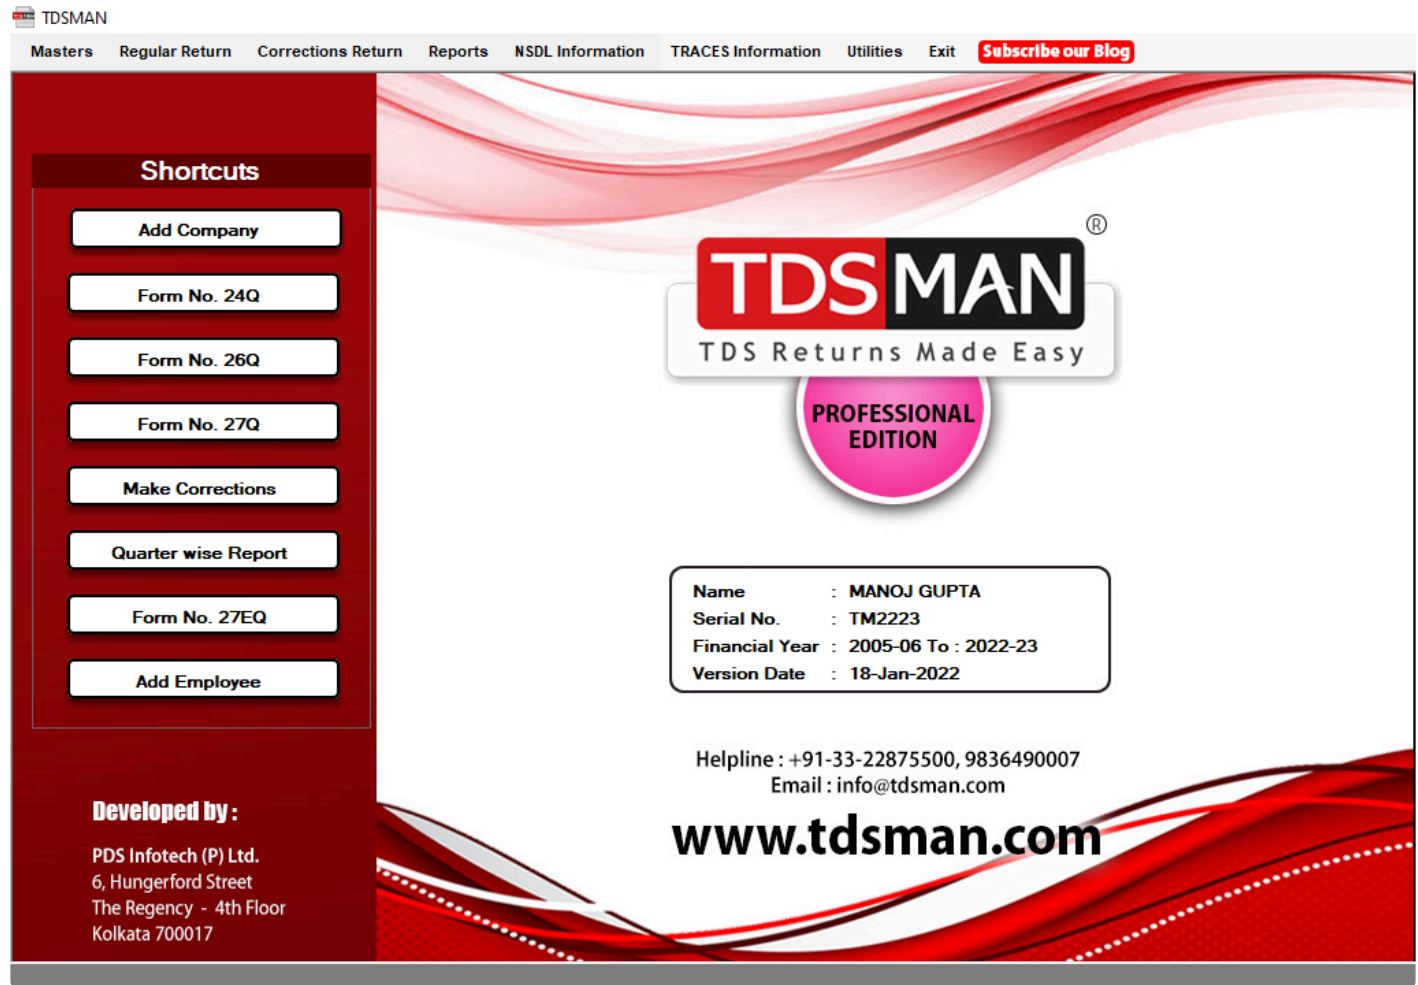 TDSMAN
Masters Regular Return Corrections Return Reports NSDL Information TRACES Information Utilities Exit Subscribe our Blog
Shortcuts
Add Company
Form No. 24Q
Form No. 26Q
Form No. 27Q
Make Corrections
Quarter wise Report
Form No. 27EQ
Add Employee
Developed by :
PDS Infotech (P) Ltd.
6, Hungerford Street
The Regency - 4th Floor
Kolkata 700017
TDSMAN ®
TDS Returns Made Easy
PROFESSIONAL
EDITION
Name : MANOJ GUPTA
Serial No. : TM2223
Financial Year : 2005-06 To : 2022-23
Version Date : 18-Jan-2022
Helpline : +91-33-22875500, 9836490007
Email : info@tdsman.com
www.tdsman.com